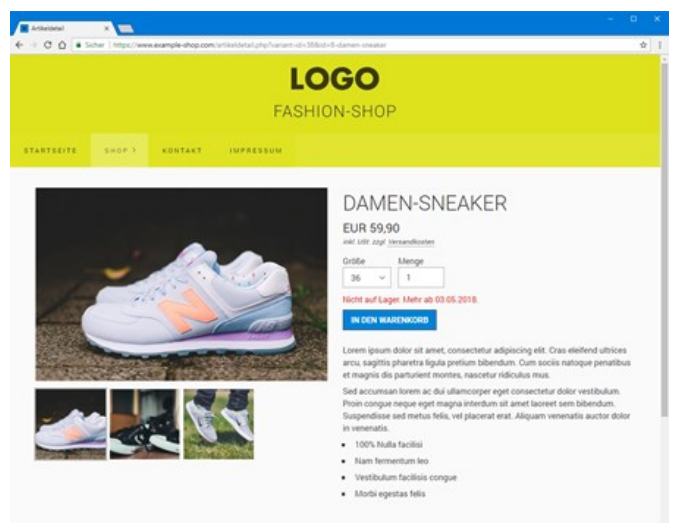 Artikeldetail
Sicher | https://www.example-shop.com/artikeldetail.php?variant-id=36&id=8-damen-sneaker
LOGO
FASHION-SHOP
STARTSEITE SHOP KONTAKT IMPRESSUM
DAMEN-SNEAKER
EUR 59,90
inkl. USt. zzgl. Versandkosten
Größe Menge
36 1
Nicht auf Lager. Mehr ab 03.05.2018.
IN DEN WARENKORB
Lorem ipsum dolor sit amet, consectetur adipiscing elit. Cras eleifend ultrices
arcu, sagittis pharetra ligula pretium bibendum. Cum sociis natoque penatibus
et magnis dis parturient montes, nascetur ridiculus mus.
Sed accumsan lorem ac dui ullamcorper eget consectetur dolor vestibulum.
Proin congue neque eget magna interdum sit amet laoreet sem bibendum.
Suspendisse sed metus felis, vel placerat erat. Aliquam venenatis auctor dolor
in venenatis.
100% Nulla facilisi
Nam fermentum leo
Vestibulum facilisis congue
Morbi egestas felis